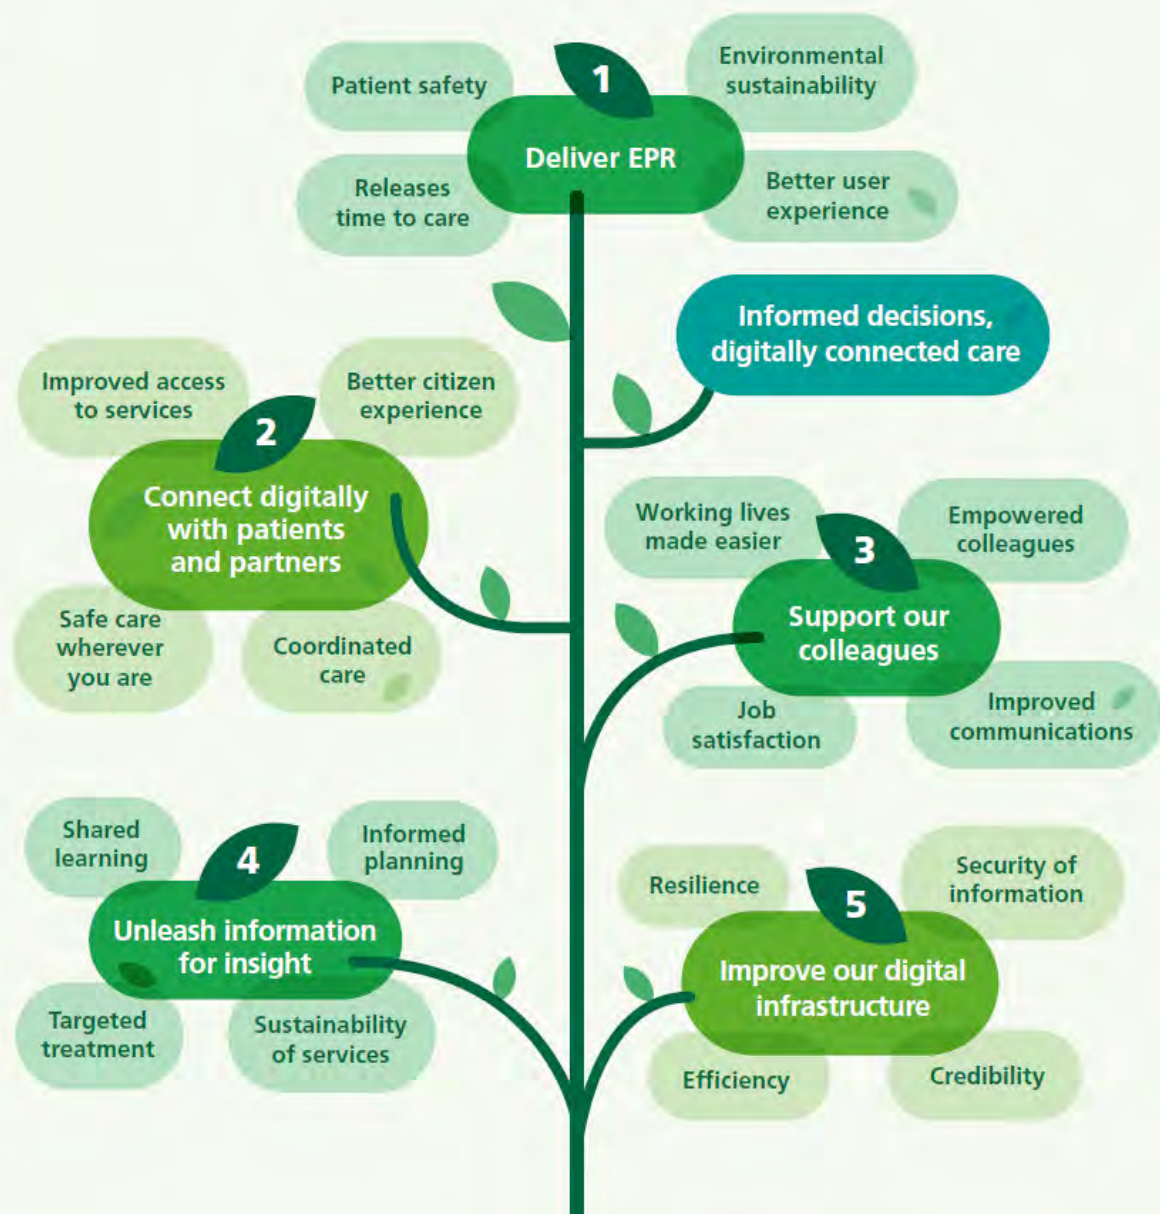 1
Patient safety
Environmental
sustainability
Deliver EPR
Releases
time to care
Better user
experience
Informed decisions,
digitally connected care
Improved access
to services
Better citizen
experience
2
Connect digitally
with patients
and partners
Safe care
wherever
you are
Coordinated
care
Working lives
made easier
Empowered
colleagues
3
Support our
colleagues
Job
satisfaction
Improved
communications
Shared
learning
Informed
planning
4
Unleash information
for insight
Targeted
treatment
Sustainability
of services
Resilience
Security of
information
5
Improve our digital
infrastructure
Efficiency
Credibility